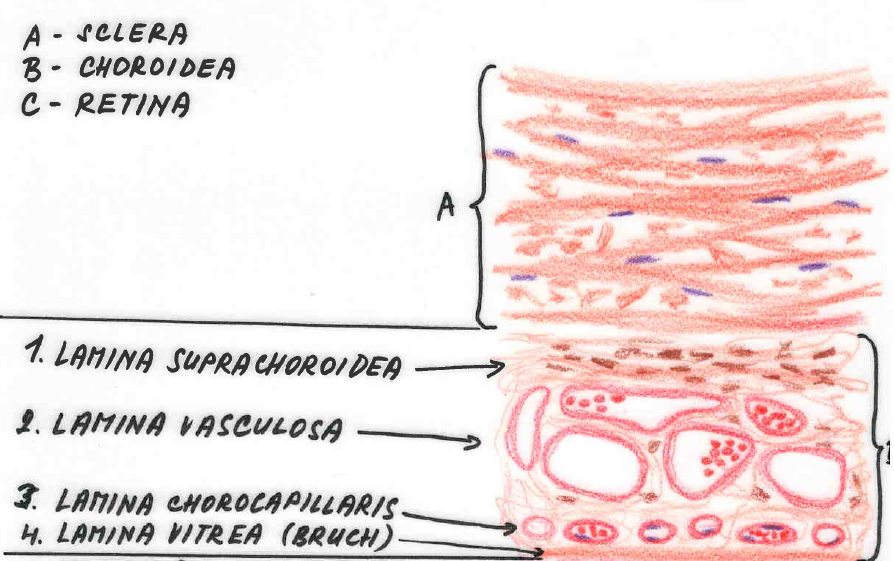 A - SCLERA
B - CHOROIDEA
C - RETINA
A
1. LAMINA SUPRACHOROIDEA
2. LAMINA VASCULOSA
3. LAMINA CHOROCAPILLARIS
4. LAMINA VITREA (BRUCH)